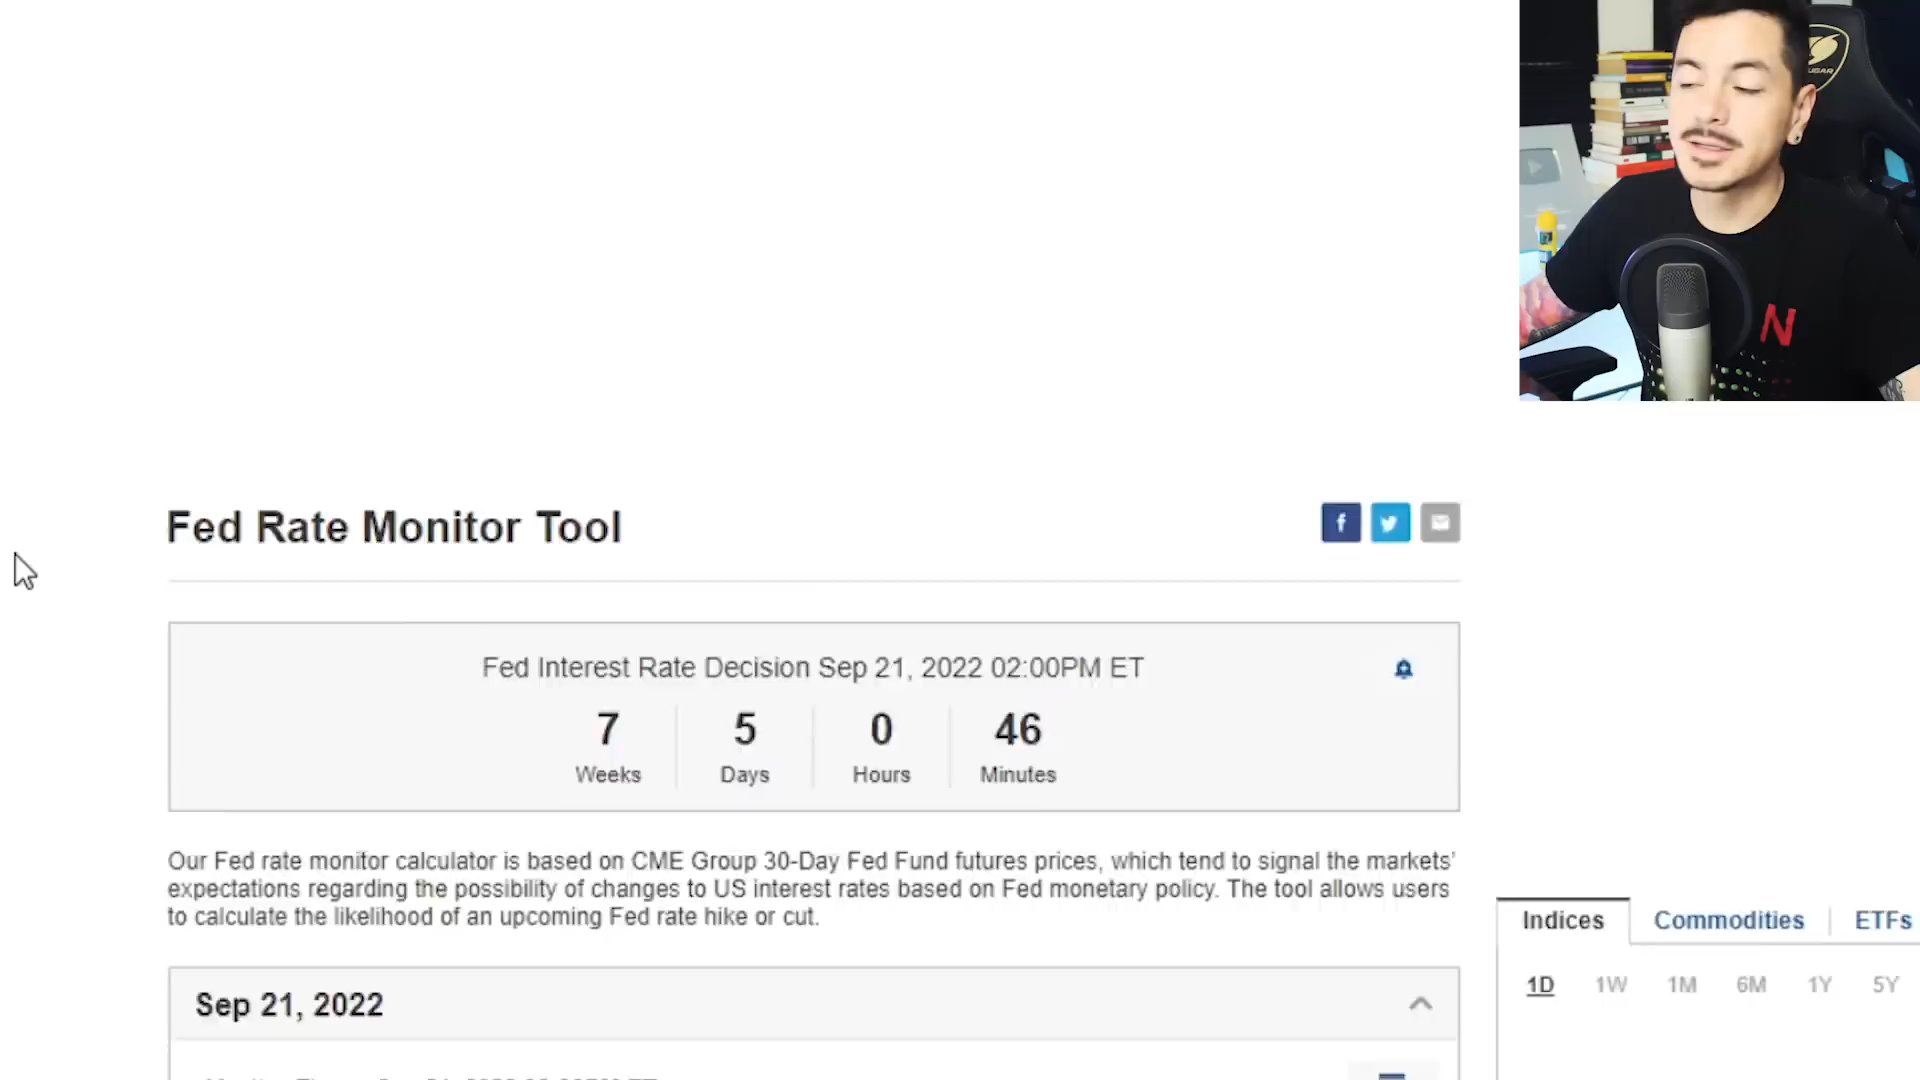 UGAR
N
Fed Rate Monitor Tool
Fed Interest Rate Decision Sep 21, 2022 02:00PM ET
7 5 0 46
Weeks Days Hours Minutes
Our Fed rate monitor calculator is based on CME Group 30-Day Fed Fund futures prices, which tend to signal the markets'
expectations regarding the possibility of changes to US interest rates based on Fed monetary policy. The tool allows users
to calculate the likelihood of an upcoming Fed rate hike or cut.
Indices Commodities ETFs
1D 1W 1M 6M 1Y 5Y
Sep 21, 2022